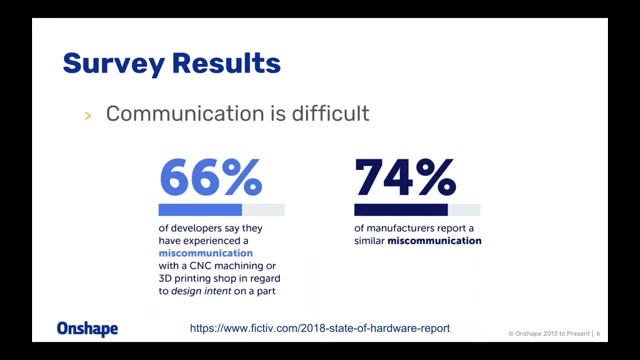 Survey Results
> Communication is difficult
66%
of developers say they
have experienced a
miscommunication
with a CNC machining or
3D printing shop in regard
to design intent on a part
74%
of manufacturers report a
similar miscommunication
Onshape
https://www.fictiv.com/2018-state-of-hardware-report
© Onshape 2013 to Present | 6